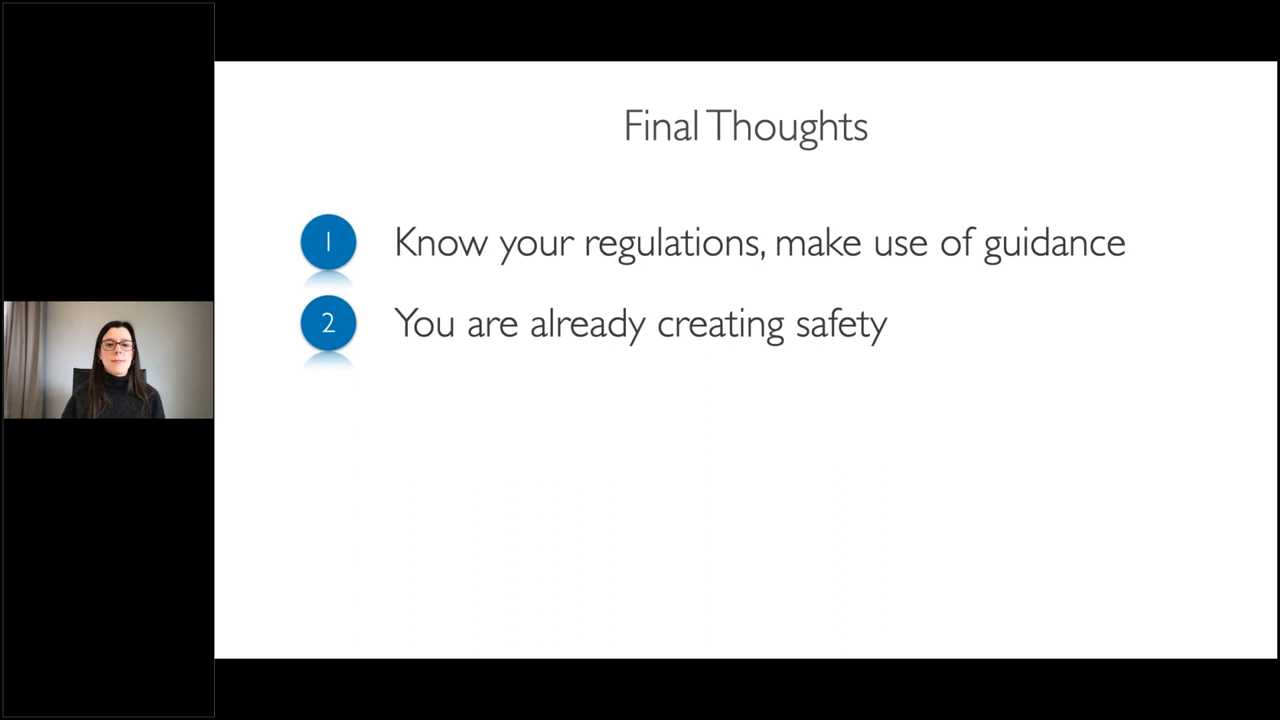 Final Thoughts
1 Know your regulations, make use of guidance
2 You are already creating safety